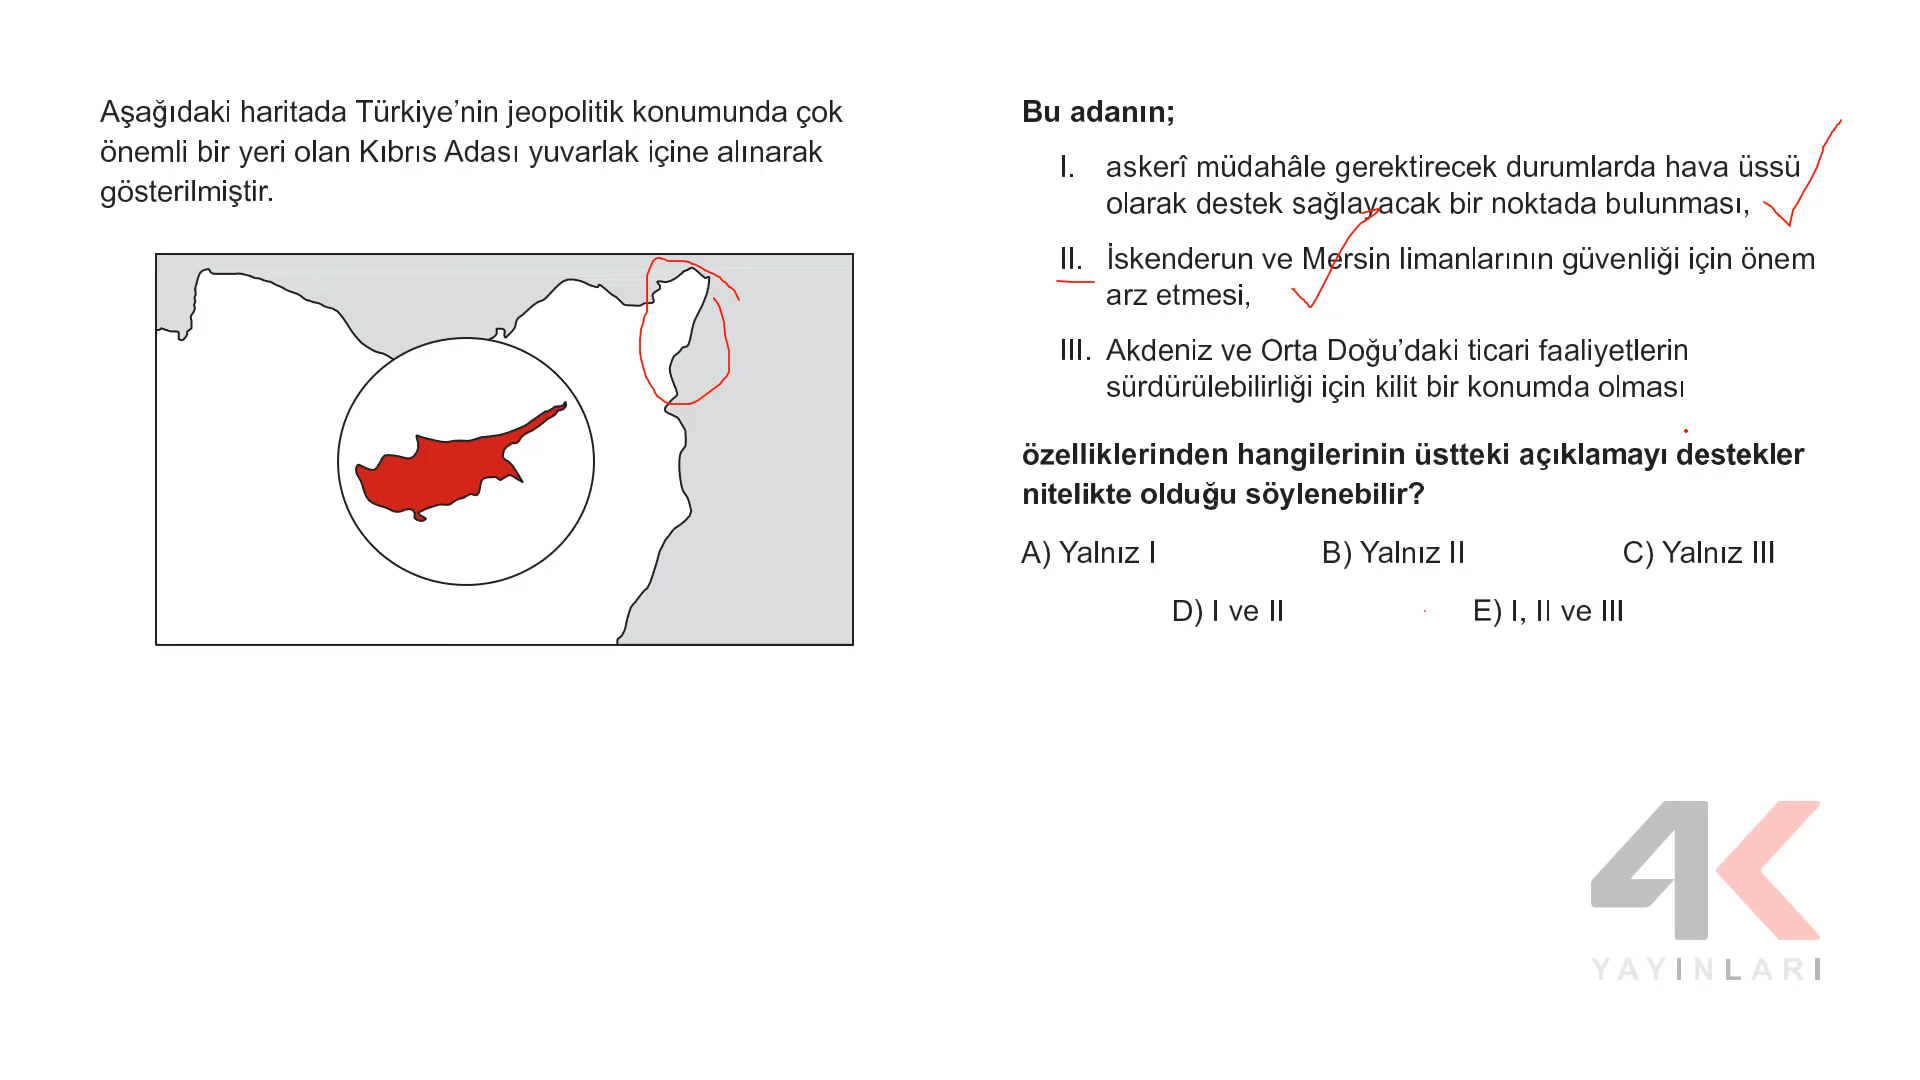 Aşağıdaki haritada Türkiye’nin jeopolitik konumunda çok
önemli bir yeri olan Kıbrıs Adası yuvarlak içine alınarak
gösterilmiştir.
Bu adanın;
I. askerî müdahâle gerektirecek durumlarda hava üssü
olarak destek sağlayacak bir noktada bulunması,
II. İskenderun ve Mersin limanlarının güvenliği için önem
arz etmesi,
III. Akdeniz ve Orta Doğu’daki ticari faaliyetlerin
sürdürülebilirliği için kilit bir konumda olması
özelliklerinden hangilerinin üstteki açıklamayı destekler
nitelikte olduğu söylenebilir?
A) Yalnız I B) Yalnız II C) Yalnız III
D) I ve II E) I, II ve III
4K
YAYINLARI